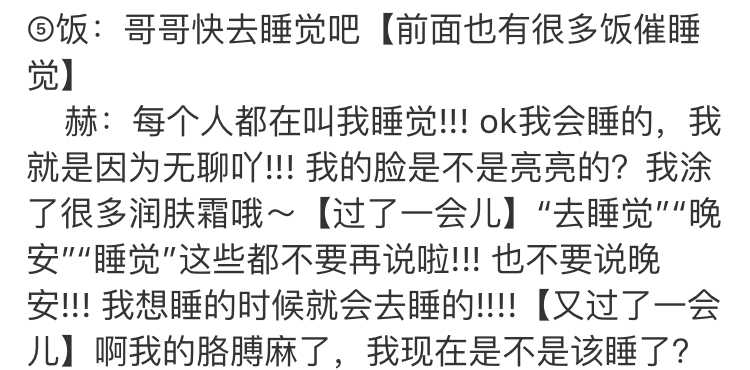 ⑤饭：哥哥快去睡觉吧【前面也有很多饭催睡
觉】
赫：每个人都在叫我睡觉!!! ok我会睡的，我
就是因为无聊吖!!! 我的脸是不是亮亮的？我涂
了很多润肤霜哦～【过了一会儿】“去睡觉”“晚
安”“睡觉”这些都不要再说啦!!! 也不要说晚
安!!! 我想睡的时候就会去睡的!!!!【又过了一会
儿】啊我的胳膊麻了，我现在是不是该睡了？